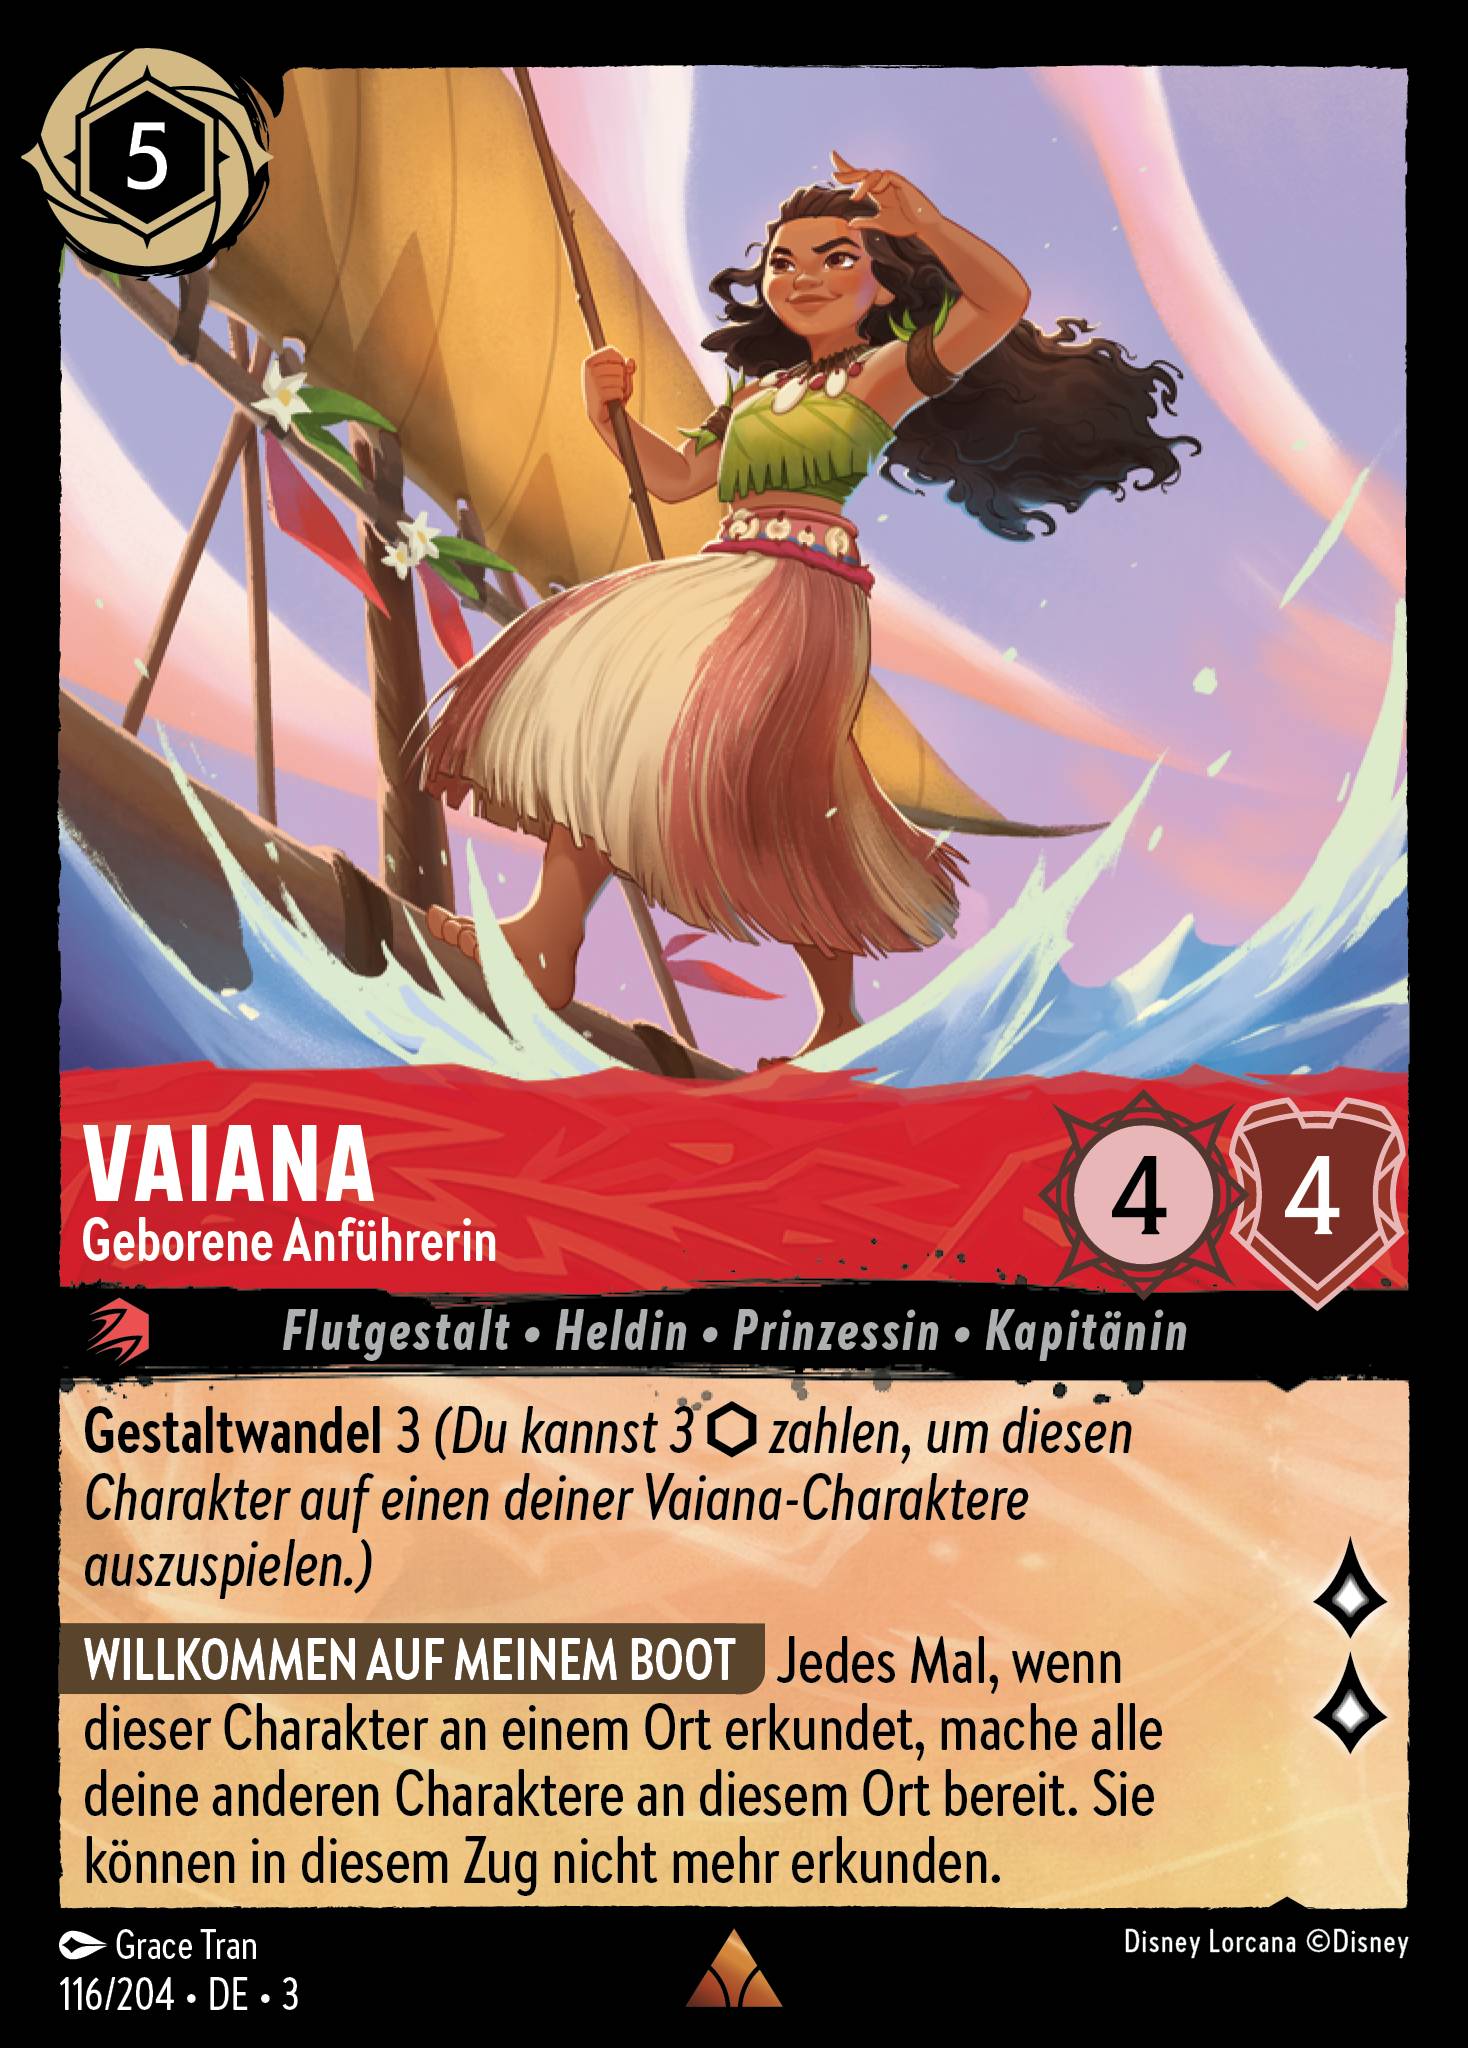 5
VAIANA
Geborene Anführerin
4 4
Flutgestalt • Heldin • Prinzessin • Kapitänin
Gestaltwandel 3 (Du kannst 3 ⬡ zahlen, um diesen
Charakter auf einen deiner Vaiana-Charaktere
auszuspielen.)
WILLKOMMEN AUF MEINEM BOOT Jedes Mal, wenn
dieser Charakter an einem Ort erkundet, mache alle
deine anderen Charaktere an diesem Ort bereit. Sie
können in diesem Zug nicht mehr erkunden.
Grace Tran
Disney Lorcana ©Disney
116/204 • DE • 3